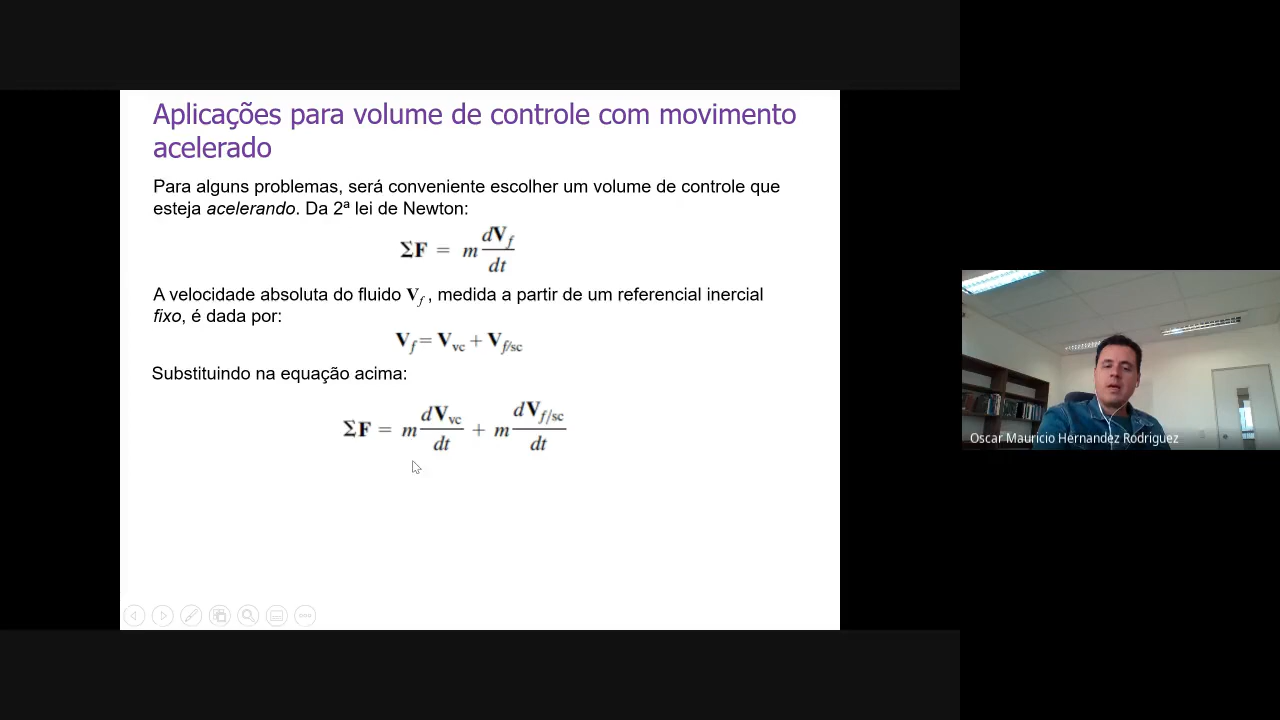 Aplicações para volume de controle com movimento
acelerado
Para alguns problemas, será conveniente escolher um volume de controle que
esteja acelerando. Da 2ª lei de Newton:
ΣF = m dV_f/dt
A velocidade absoluta do fluido V_f , medida a partir de um referencial inercial
fixo, é dada por:
V_f = V_vc + V_f/sc
Substituindo na equação acima:
ΣF = m dV_vc/dt + m dV_f/sc/dt
Oscar Mauricio Hernandez Rodriguez